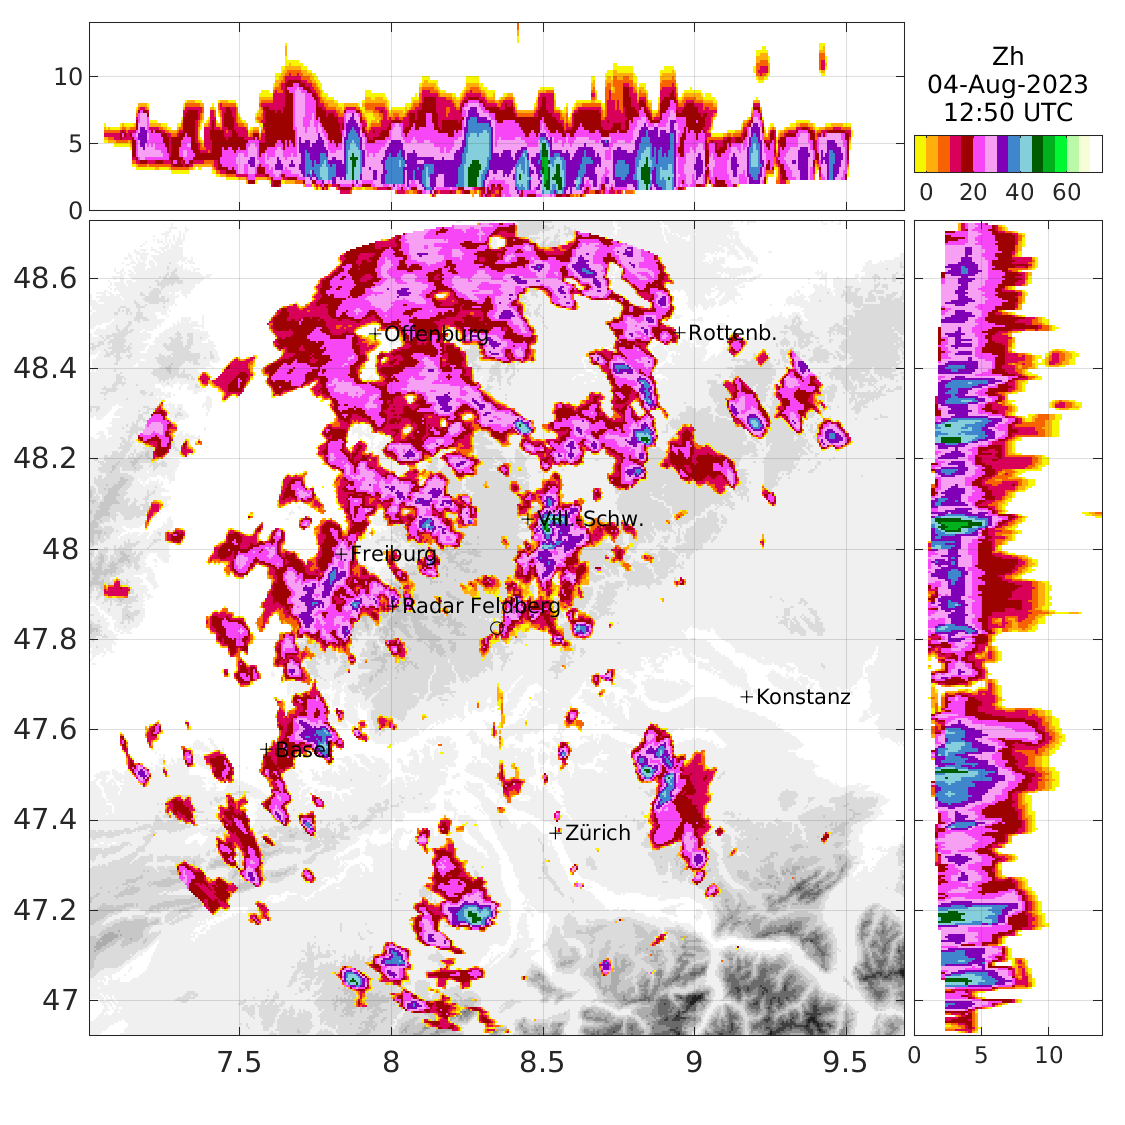 10
5
0
Zh
04-Aug-2023
12:50 UTC
0 20 40 60
48.6
48.4
48.2
48
47.8
47.6
47.4
47.2
47
Offenburg
Rottenb.
Vill.-Schw.
Freiburg
Radar Feldberg
Konstanz
Basel
Zürich
7.5 8 8.5 9 9.5
0 5 10